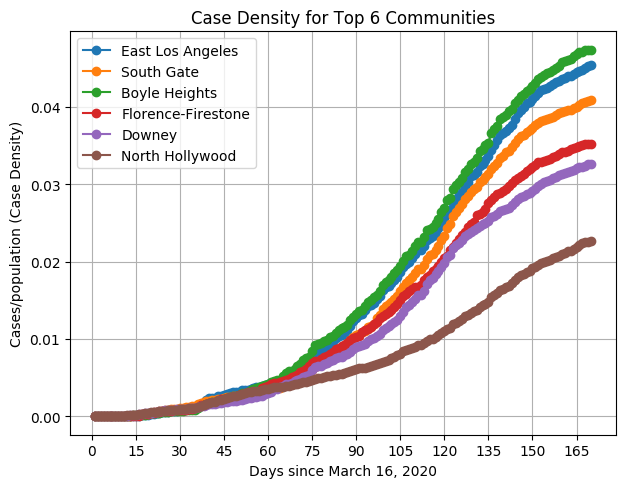 Case Density for Top 6 Communities
East Los Angeles
South Gate
Boyle Heights
Florence-Firestone
Downey
North Hollywood
Cases/population (Case Density)
0.04
0.03
0.02
0.01
0.00
0 15 30 45 60 75 90 105 120 135 150 165
Days since March 16, 2020